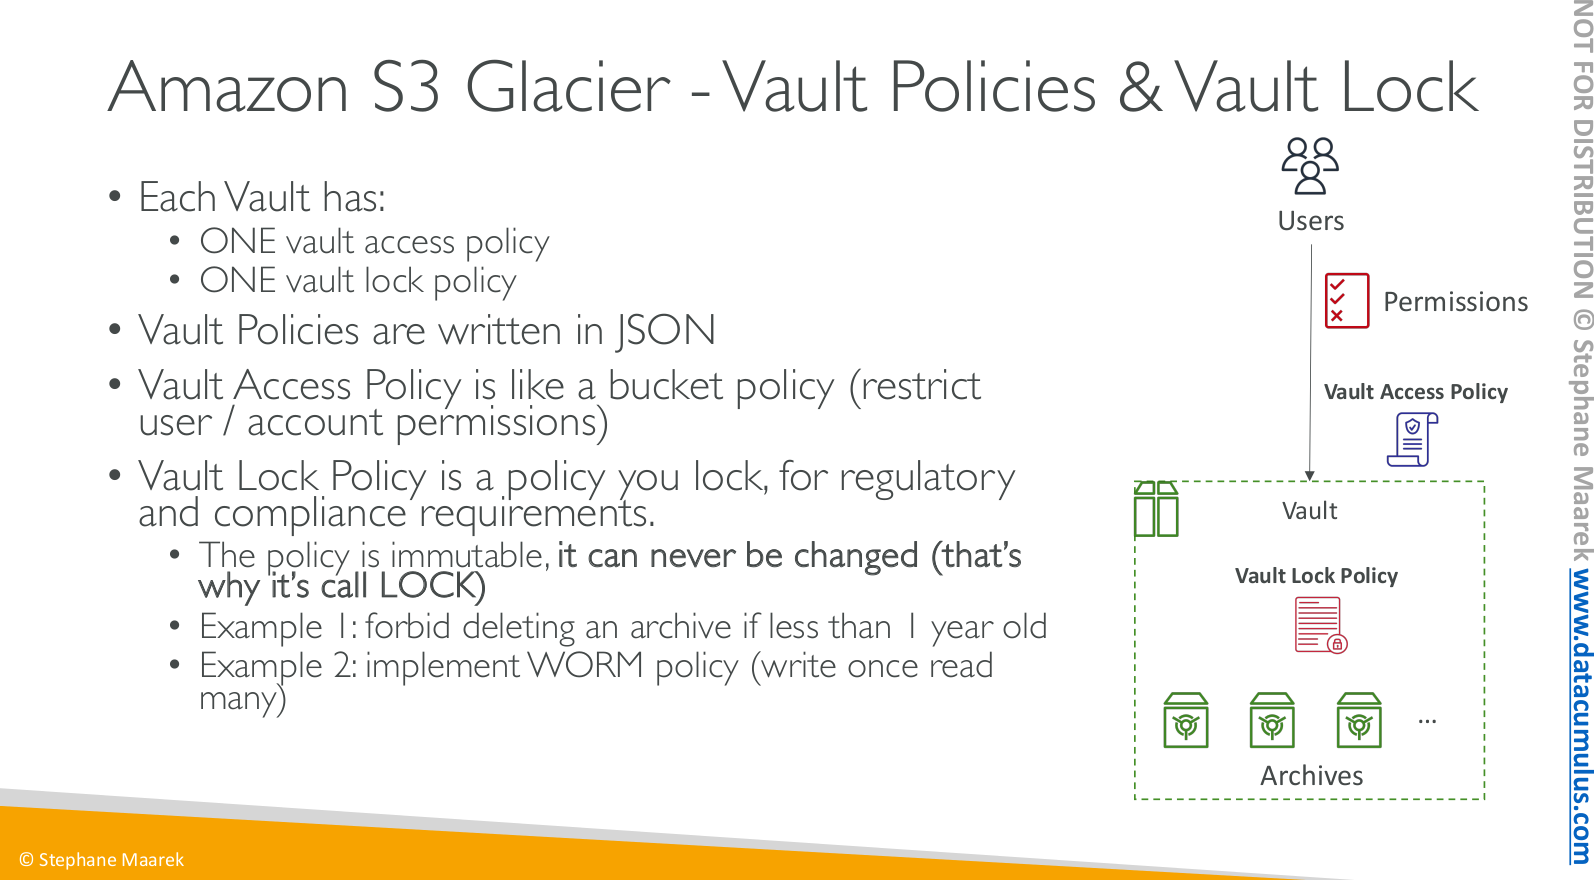 Amazon S3 Glacier - Vault Policies & Vault Lock
• Each Vault has:
• ONE vault access policy
• ONE vault lock policy
• Vault Policies are written in JSON
• Vault Access Policy is like a bucket policy (restrict
user / account permissions)
• Vault Lock Policy is a policy you lock, for regulatory
and compliance requirements.
• The policy is immutable, it can never be changed (that's
why it's call LOCK)
• Example 1: forbid deleting an archive if less than 1 year old
• Example 2: implement WORM policy (write once read
many)
Users
Permissions
Vault Access Policy
Vault
Vault Lock Policy
...
Archives
© Stephane Maarek
NOT FOR DISTRIBUTION © Stephane Maarek www.datacumulus.com